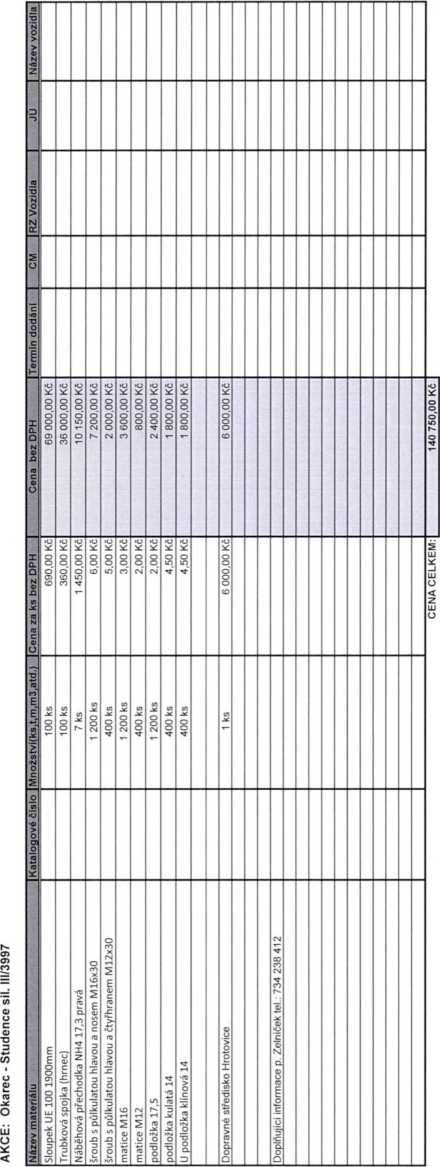 AKCE: Okarec - Studence sil. III/3997
Název materiálu Katalogové číslo Množství(ks,t,m,m3,atd.) Cena za ks bez DPH Cena bez DPH Termín dodání CM RZ Vozidla JÚ Název vozidla
Sloupek UE 100 1900mm 100 ks 690,00 Kč 69 000,00 Kč
Trubková spojka (hrnec) 100 ks 360,00 Kč 36 000,00 Kč
Náběhová přechodka NH4 17,3 pravá 7 ks 1 450,00 Kč 10 150,00 Kč
šroub s půlkulatou hlavou a nosem M16x30 1 200 ks 6,00 Kč 7 200,00 Kč
šroub s půlkulatou hlavou a čtyřhranem M12x30 400 ks 5,00 Kč 2 000,00 Kč
matice M16 1 200 ks 3,00 Kč 3 600,00 Kč
matice M12 400 ks 2,00 Kč 800,00 Kč
podložka 17,5 1 200 ks 2,00 Kč 2 400,00 Kč
podložka kulatá 14 400 ks 4,50 Kč 1 800,00 Kč
U podložka klínová 14 400 ks 4,50 Kč 1 800,00 Kč
Dopravné středisko Hrotovice 1 ks 6 000,00 Kč 6 000,00 Kč
Doplňující informace p. Zelníček tel.: 734 238 412
CENA CELKEM: 140 750,00 Kč